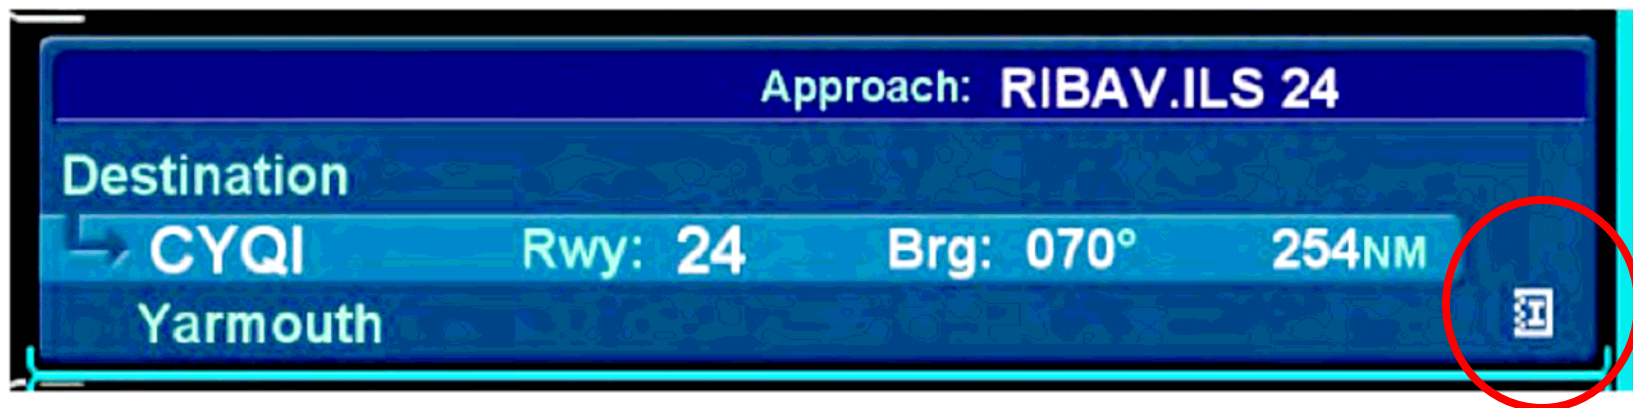 Approach: RIBAV.ILS 24
Destination
CYQI Rwy: 24 Brg: 070° 254NM
Yarmouth
I